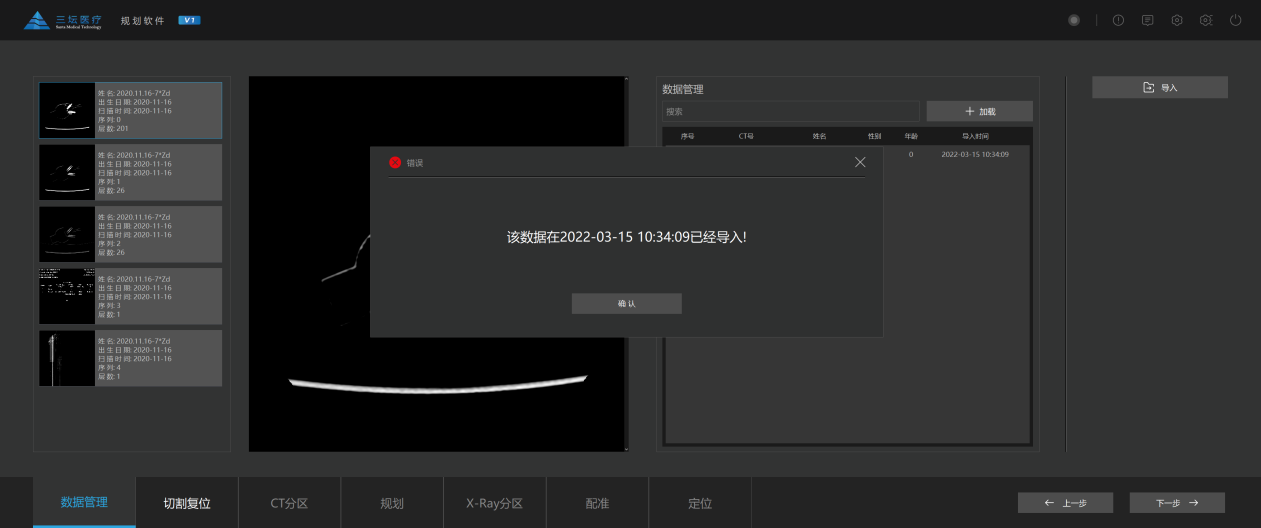 三坛医疗
Santa Medical Technology
规划软件
V1
姓名: 2020.11.16-7*Zd
出生日期: 2020-11-16
扫描时间: 2020-11-16
序列: 0
层数: 201
姓名: 2020.11.16-7*Zd
出生日期: 2020-11-16
扫描时间: 2020-11-16
序列: 1
层数: 26
姓名: 2020.11.16-7*Zd
出生日期: 2020-11-16
扫描时间: 2020-11-16
序列: 2
层数: 26
姓名: 2020.11.16-7*Zd
出生日期: 2020-11-16
扫描时间: 2020-11-16
序列: 3
层数: 1
姓名: 2020.11.16-7*Zd
出生日期: 2020-11-16
扫描时间: 2020-11-16
序列: 4
层数: 1
数据管理
搜索
加载
序号 CT号 姓名 性别 年龄 导入时间
0 2022-03-15 10:34:09
导入
错误
该数据在2022-03-15 10:34:09已经导入!
确认
数据管理 切割复位 CT分区 规划 X-Ray分区 配准 定位
上一步
下一步